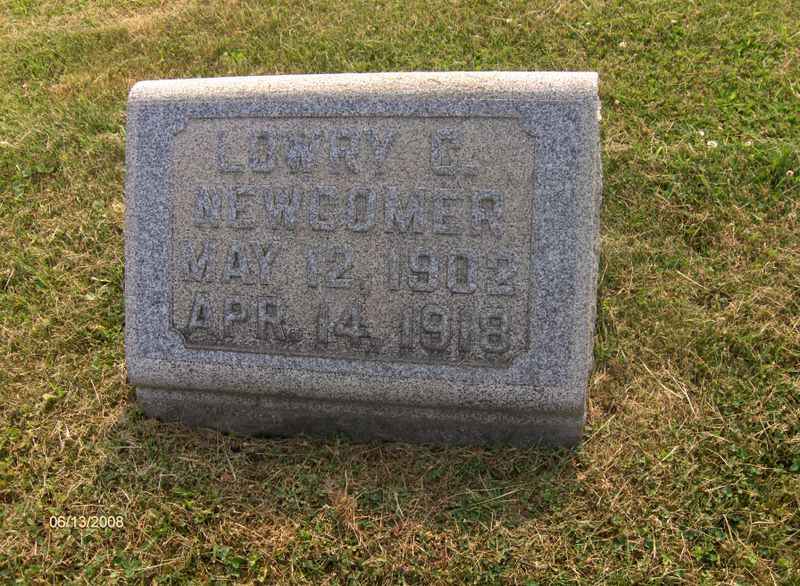 LOWRY C.
NEWCOMER
MAY 12, 1902
APR. 14, 1918
06/13/2008